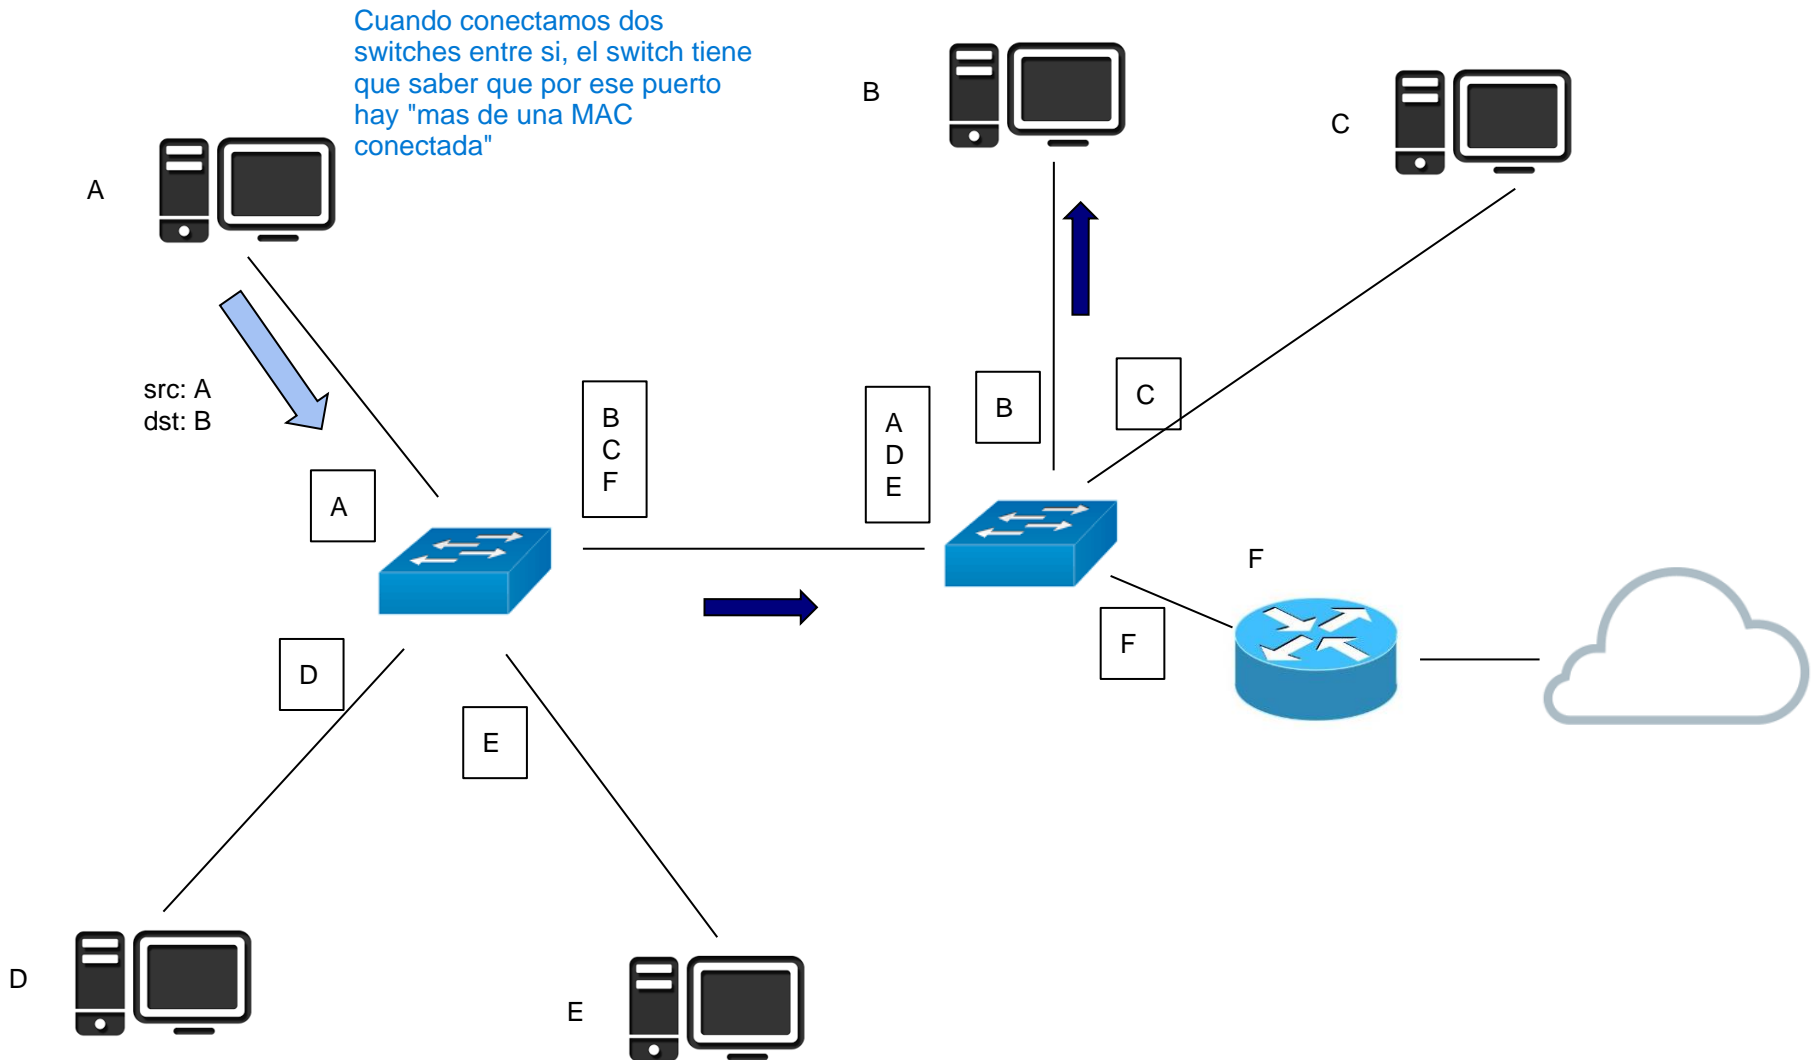 Cuando conectamos dos
switches entre si, el switch tiene
que saber que por ese puerto
hay "mas de una MAC
conectada"
B
C
A
src: A
dst: B
B
C
F
A
D
E
B
C
A
F
D
F
E
D
E